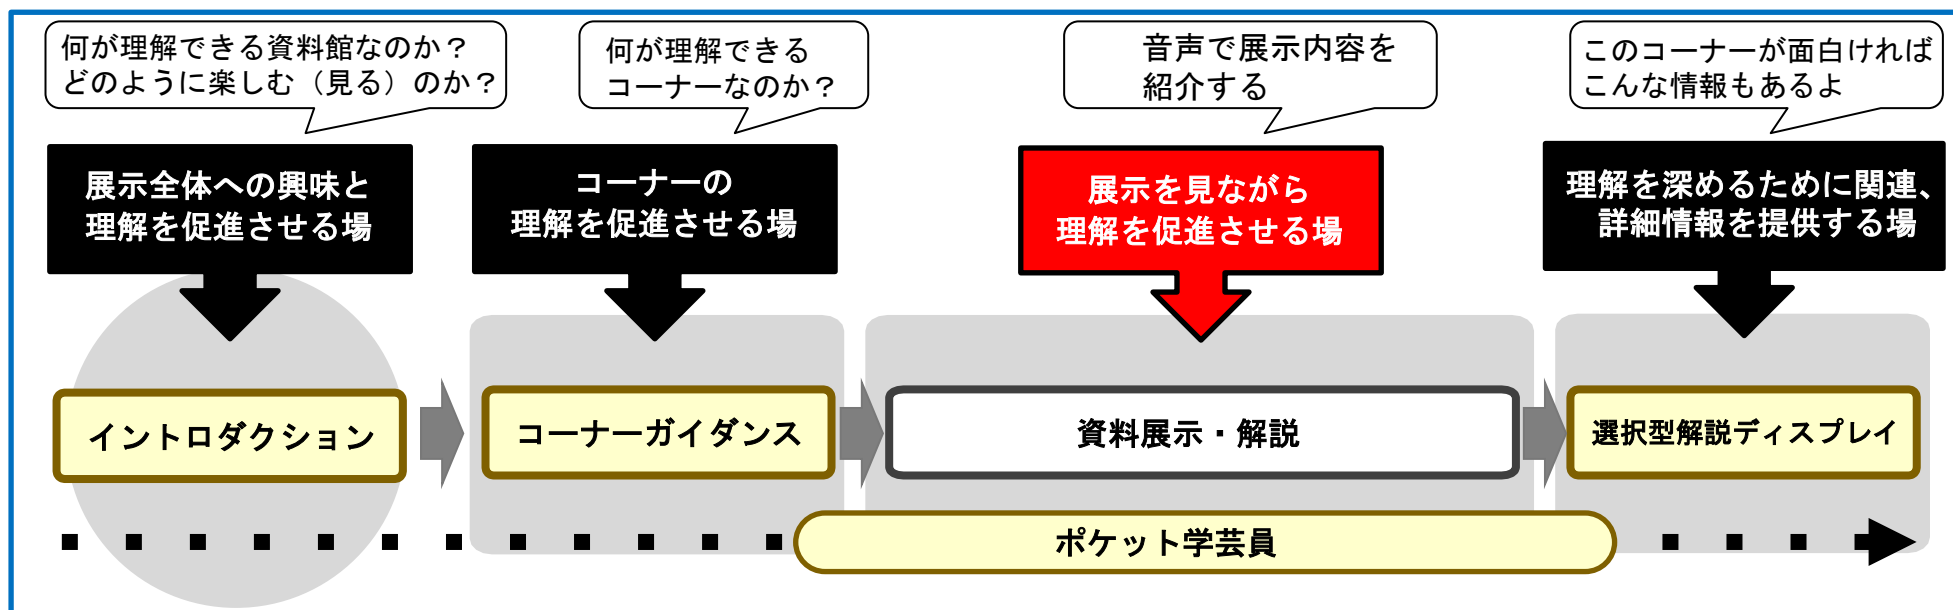 何が理解できる資料館なのか？
どのように楽しむ（見る）のか？
何が理解できる
コーナーなのか？
音声で展示内容を
紹介する
このコーナーが面白ければ
こんな情報もあるよ
展示全体への興味と
理解を促進させる場
コーナーの
理解を促進させる場
展示を見ながら
理解を促進させる場
理解を深めるために関連、
詳細情報を提供する場
イントロダクション
コーナーガイダンス
資料展示・解説
選択型解説ディスプレイ
ポケット学芸員